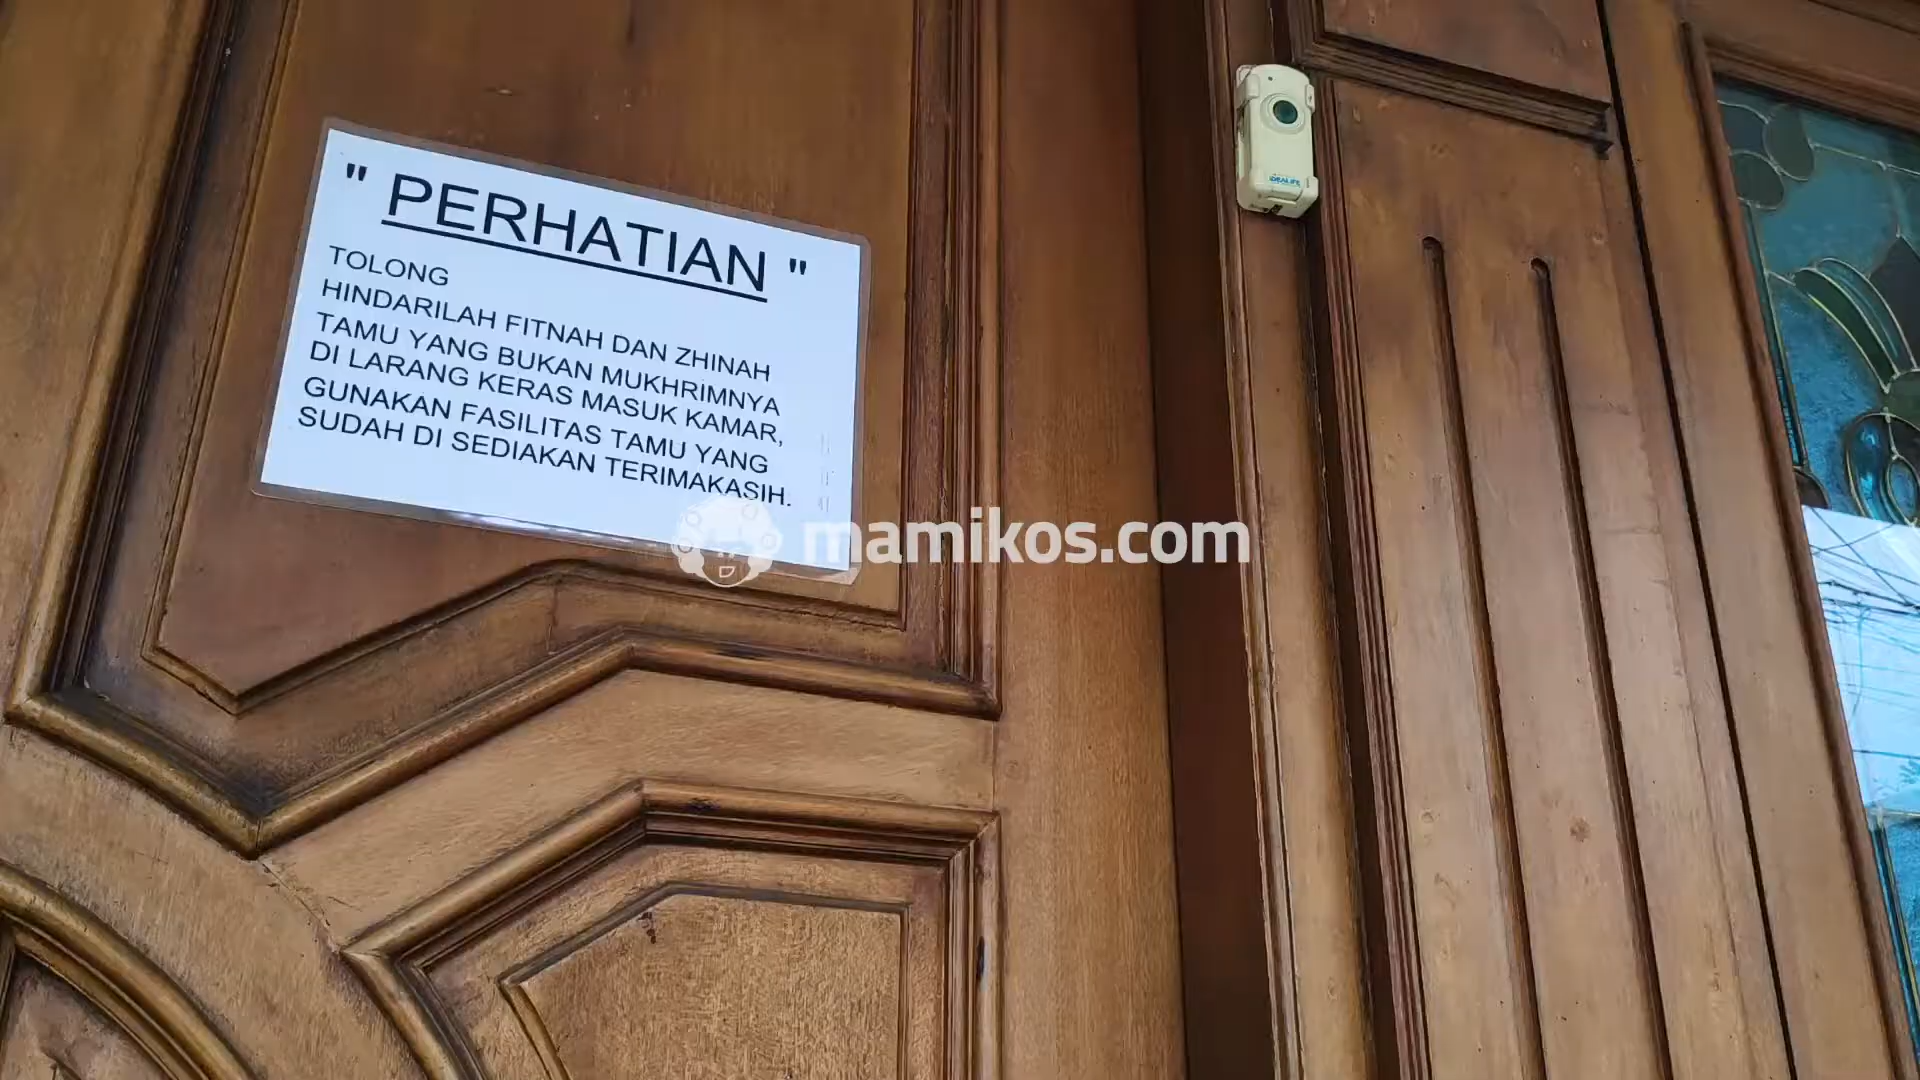 " PERHATIAN "
TOLONG
HINDARILAH FITNAH DAN ZHINAH
TAMU YANG BUKAN MUKHRIMNYA
DI LARANG KERAS MASUK KAMAR,
GUNAKAN FASILITAS TAMU YANG
SUDAH DI SEDIAKAN TERIMAKASIH.
IDEALIFE
mamikos.com